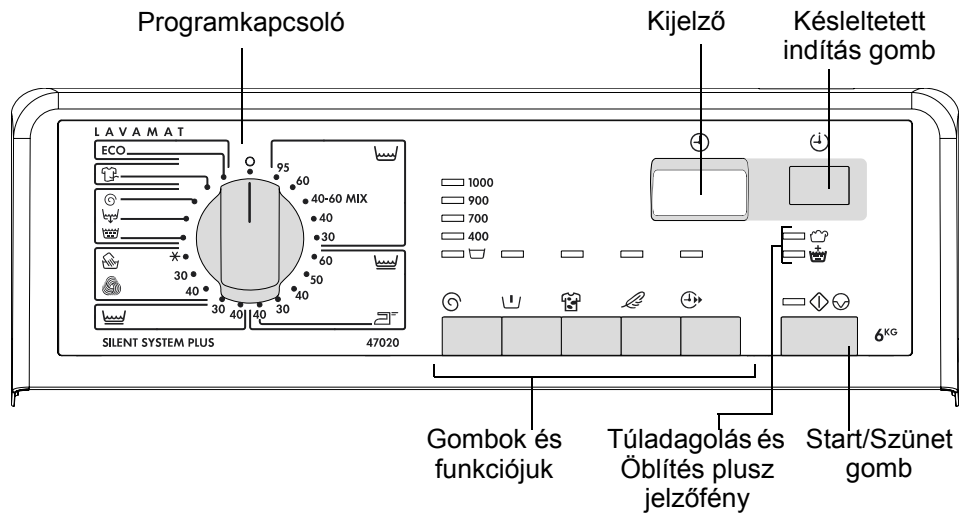 Programkapcsoló
Kijelző
Késleltetett
indítás gomb
LAVAMAT
ECO
95
60
40-60 MIX
40
30
60
50
40
30
40
40
30
40
30
SILENT SYSTEM PLUS
47020
1000
900
700
400
6KG
Gombok és
funkciójuk
Túladagolás és
Öblítés plusz
jelzőfény
Start/Szünet
gomb